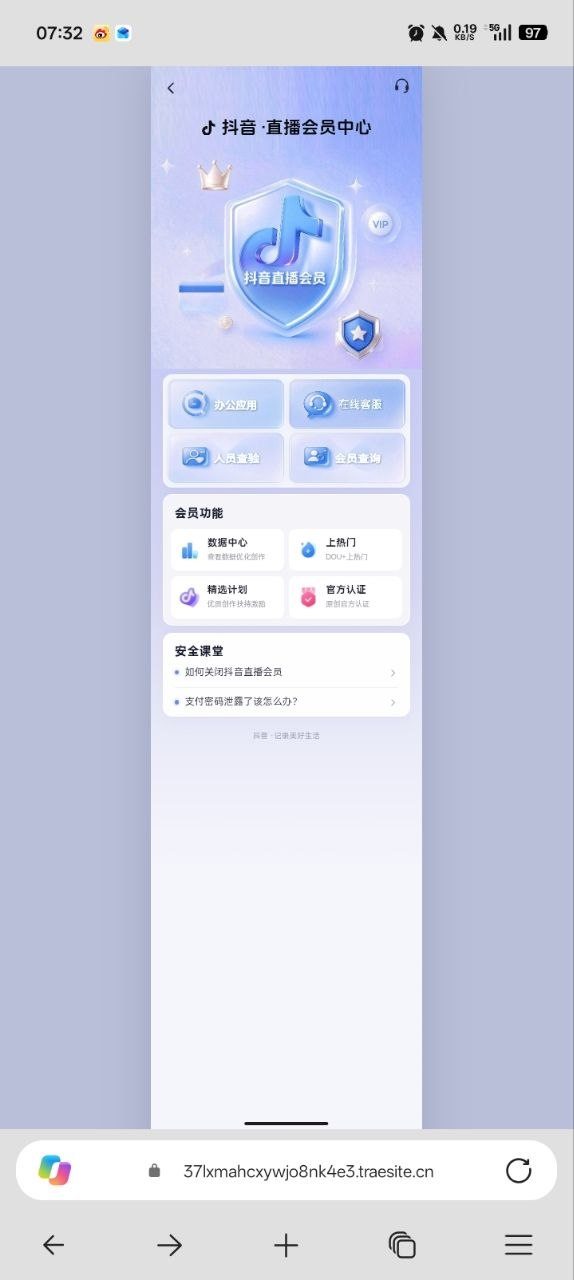 07:32
0.19
KB/S
5G
97
抖音 ·直播会员中心
VIP
抖音直播会员
办公应用
在线客服
人员查验
会员查询
会员功能
数据中心
上热门
查看数据优化创作
DOU+上热门
精选计划
官方认证
优质创作扶持激励
原创官方认证
安全课堂
如何关闭抖音直播会员
支付密码泄露了该怎么办?
抖音 · 记录美好生活
37lxmahcxywjo8nk4e3.traesite.cn